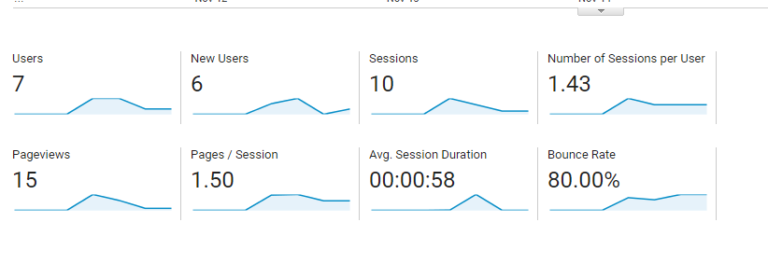 ...
Users
7
New Users
6
Sessions
10
Number of Sessions per User
1.43
Pageviews
15
Pages / Session
1.50
Avg. Session Duration
00:00:58
Bounce Rate
80.00%